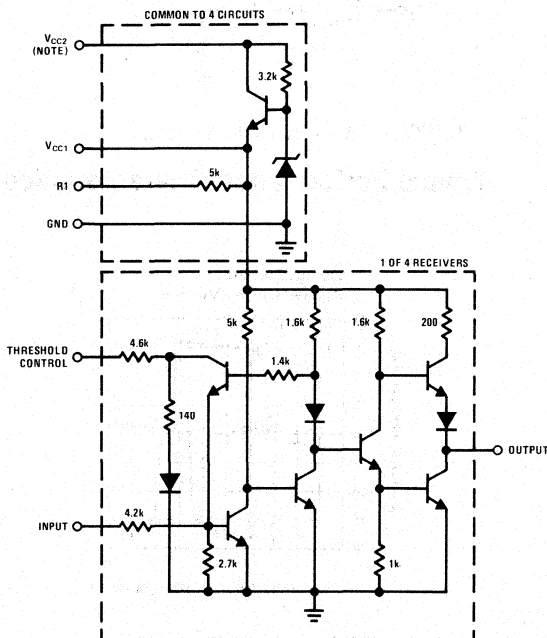 COMMON TO 4 CIRCUITS
VCC2
(NOTE)
3.2k
VCC1
5k
R1
GND
1 OF 4 RECEIVERS
5k
1.6k
1.6k
200
4.6k
THRESHOLD
CONTROL
1.4k
140
OUTPUT
4.2k
INPUT
2.7k
1k